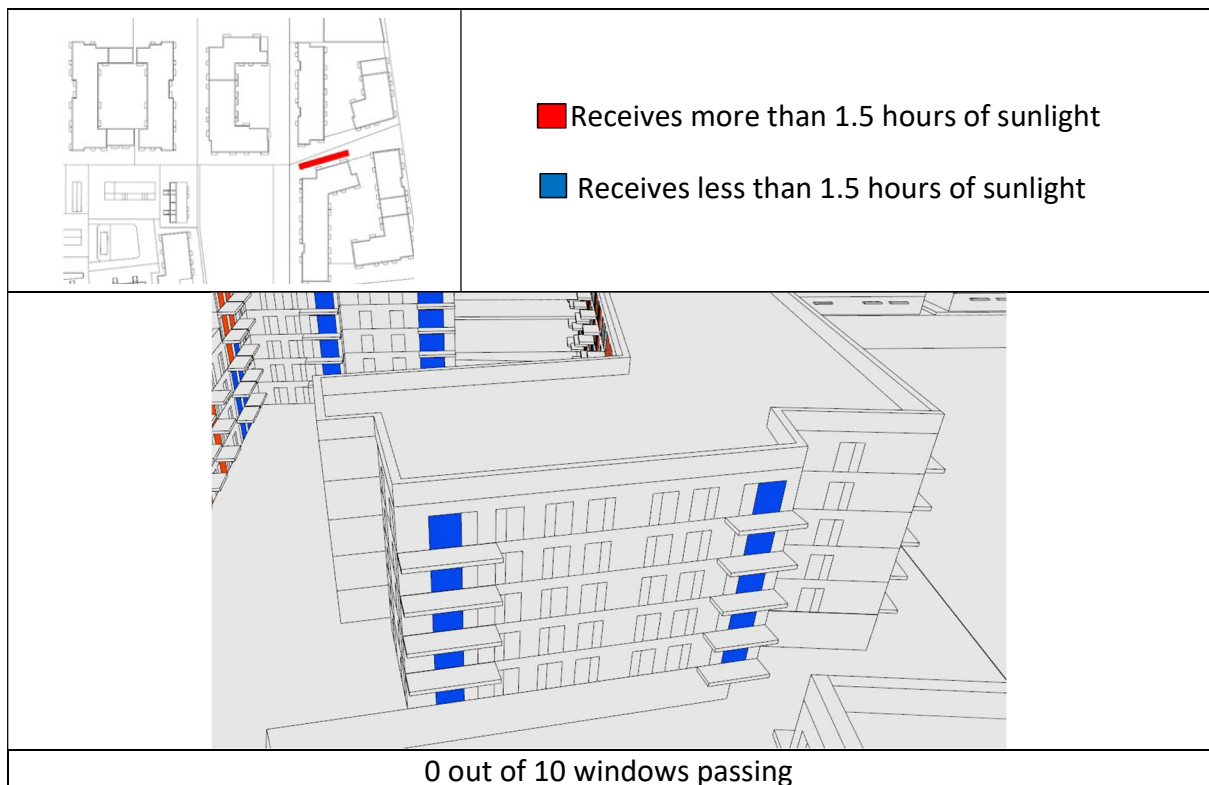 Receives more than 1.5 hours of sunlight
Receives less than 1.5 hours of sunlight
0 out of 10 windows passing